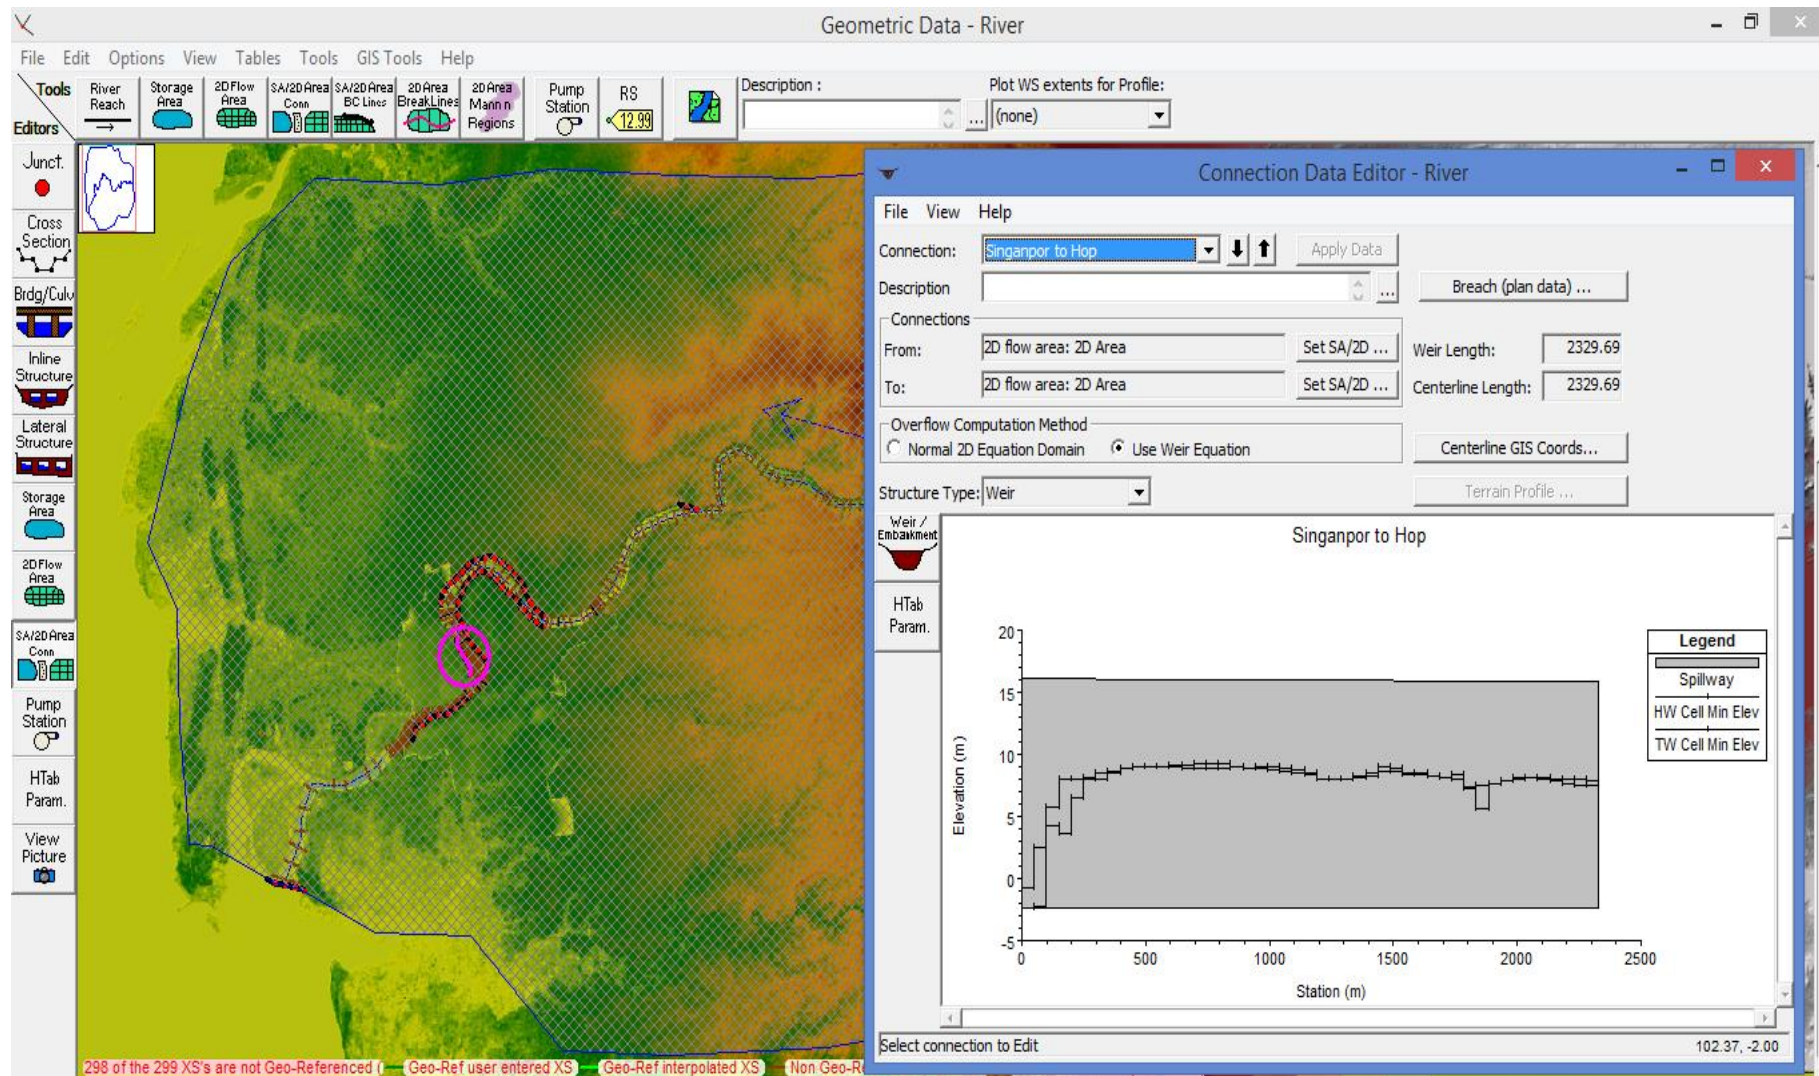 Geometric Data - River
File Edit Options View Tables Tools GIS Tools Help
Tools
Editors
River
Reach
Storage
Area
2D Flow
Area
SA/2D Area
Conn
SA/2D Area
BC Lines
2D Area
BreakLines
2D Area
Mann n
Regions
Pump
Station
RS
12.99
Description :
...
Plot WS extents for Profile:
(none)
Junct.
Cross
Section
Brdg/Culv
Inline
Structure
Lateral
Structure
Storage
Area
2D Flow
Area
SA/2D Area
Conn
Pump
Station
HTab
Param.
View
Picture
298 of the 299 XS's are not Geo-Referenced ( Geo-Ref user entered XS Geo-Ref interpolated XS Non Geo-R
Connection Data Editor - River
File View Help
Connection: Singanpor to Hop Apply Data
Description ... Breach (plan data) ...
Connections
From: 2D flow area: 2D Area Set SA/2D ... Weir Length: 2329.69
To: 2D flow area: 2D Area Set SA/2D ... Centerline Length: 2329.69
Overflow Computation Method
Normal 2D Equation Domain Use Weir Equation Centerline GIS Coords...
Structure Type: Weir Terrain Profile ...
Weir /
Embankment
HTab
Param.
Singanpor to Hop
Elevation (m)
20
15
10
5
0
-5
0 500 1000 1500 2000 2500
Station (m)
Legend
Spillway
HW Cell Min Elev
TW Cell Min Elev
Select connection to Edit 102.37, -2.00